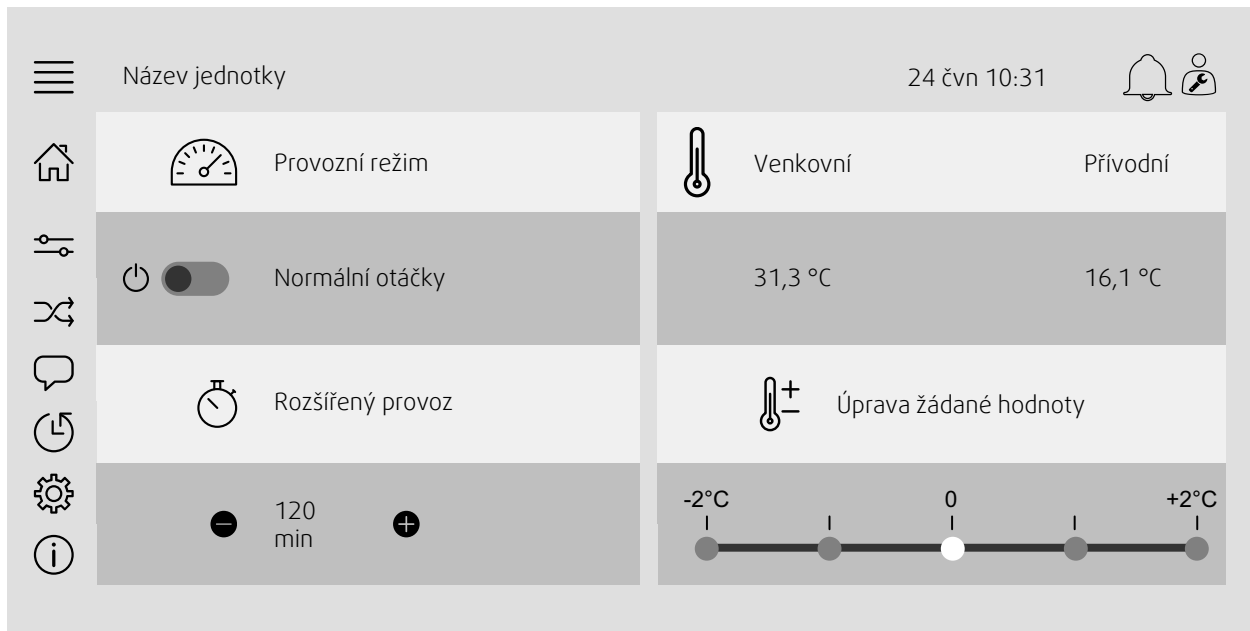 Název jednotky
24 čvn 10:31
Provozní režim
Venkovní
Přívodní
Normální otáčky
31,3 °C
16,1 °C
Rozšířený provoz
Úprava žádané hodnoty
120
min
-2°C
0
+2°C